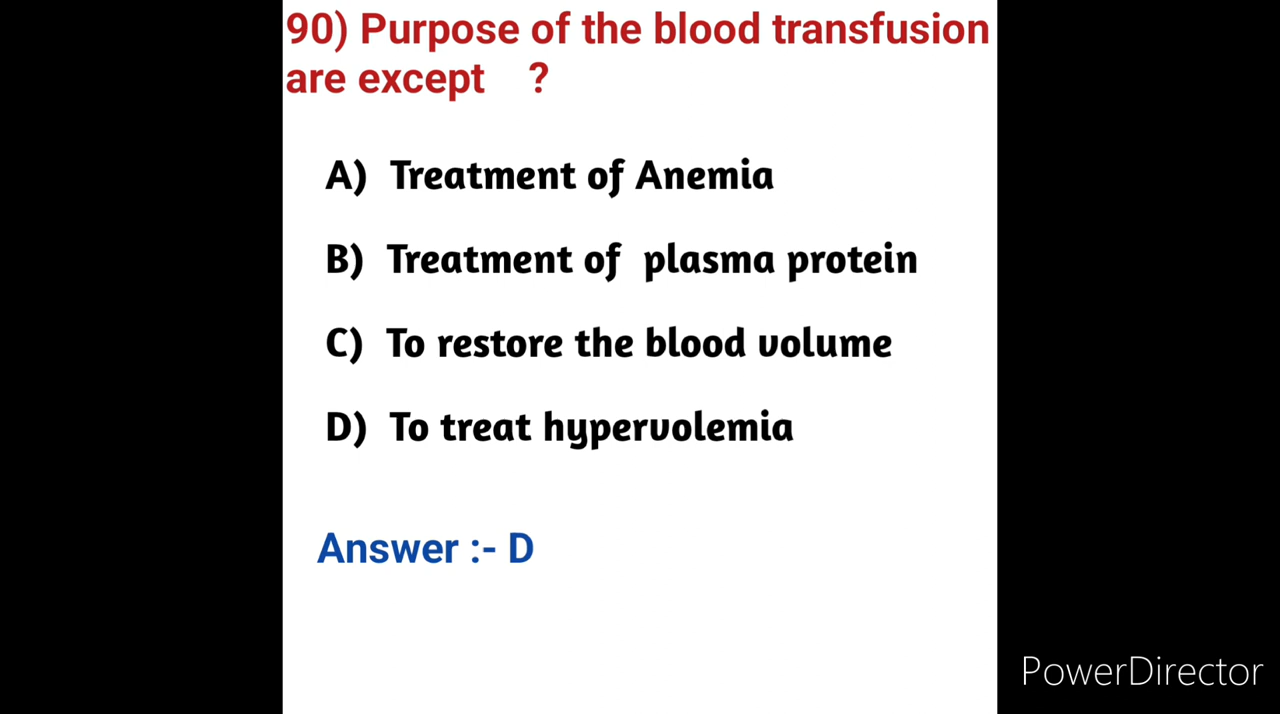 90) Purpose of the blood transfusion
are except ?
A) Treatment of Anemia
B) Treatment of plasma protein
C) To restore the blood volume
D) To treat hypervolemia
Answer :- D
PowerDirector